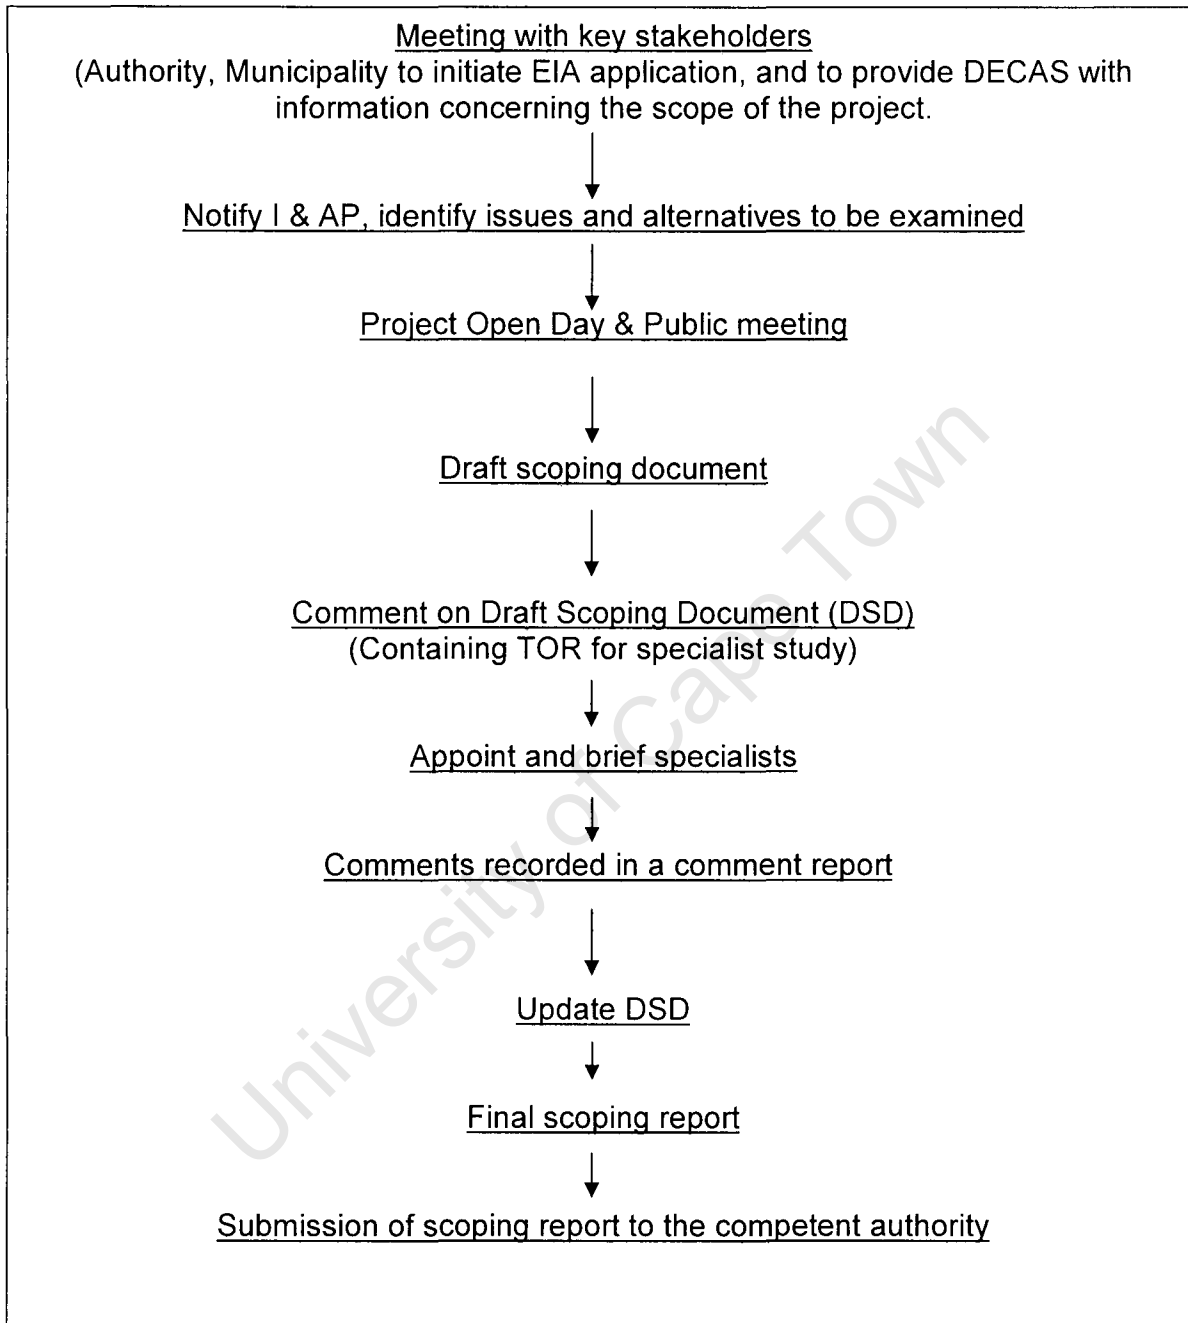 Meeting with key stakeholders
(Authority, Municipality to initiate EIA application, and to provide DECAS with
information concerning the scope of the project.
Notify I & AP, identify issues and alternatives to be examined
Project Open Day & Public meeting
Draft scoping document
Comment on Draft Scoping Document (DSD)
(Containing TOR for specialist study)
Appoint and brief specialists
Comments recorded in a comment report
Update DSD
Final scoping report
Submission of scoping report to the competent authority
University of Cape Town